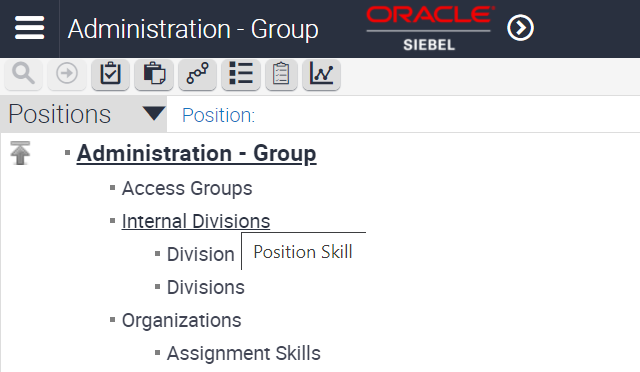 Administration - Group
ORACLE
SIEBEL
Positions
Position:
Administration - Group
Access Groups
Internal Divisions
Division
Position Skill
Divisions
Organizations
Assignment Skills